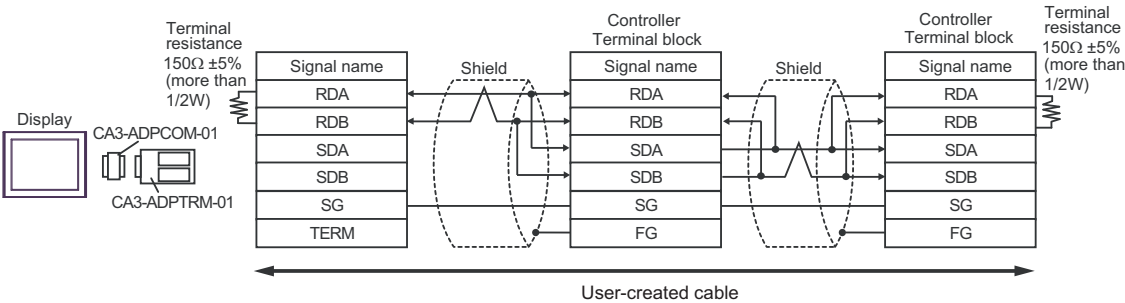 Terminal
resistance
150Ω ±5%
(more than
1/2W)
Controller
Terminal block
Controller
Terminal block
Terminal
resistance
150Ω ±5%
(more than
1/2W)
Display
CA3-ADPCOM-01
CA3-ADPTRM-01
Signal name
RDA
RDB
SDA
SDB
SG
TERM
Shield
Signal name
RDA
RDB
SDA
SDB
SG
FG
Shield
Signal name
RDA
RDB
SDA
SDB
SG
FG
User-created cable